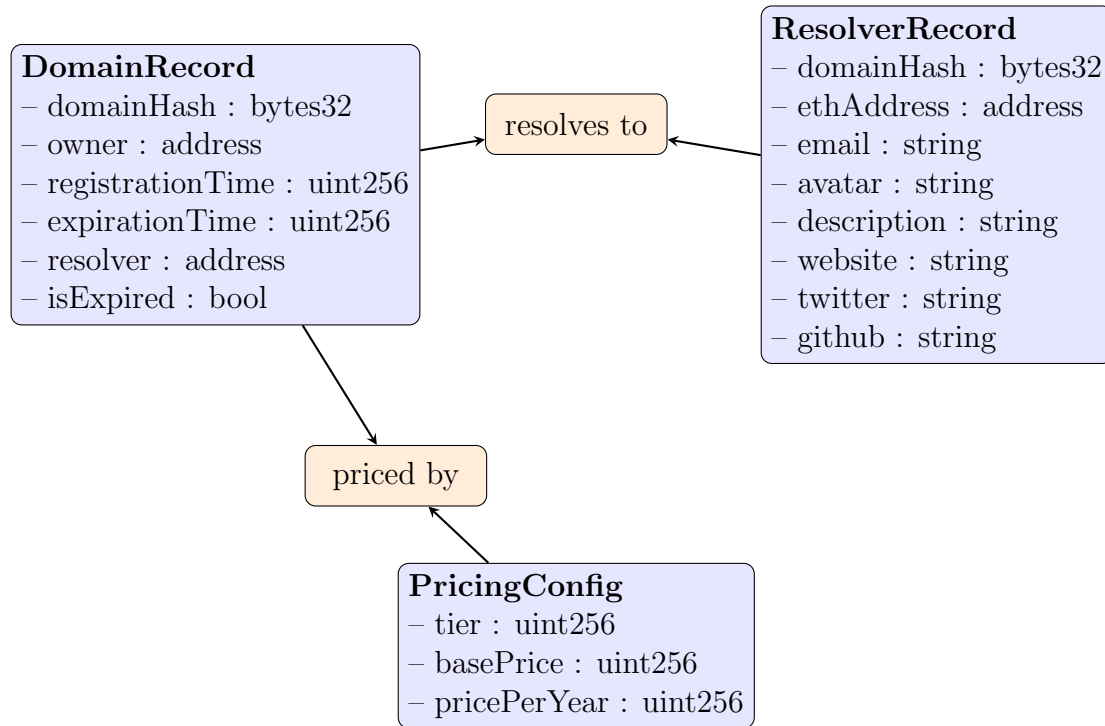 DomainRecord
– domainHash : bytes32
– owner : address
– registrationTime : uint256
– expirationTime : uint256
– resolver : address
– isExpired : bool
resolves to
ResolverRecord
– domainHash : bytes32
– ethAddress : address
– email : string
– avatar : string
– description : string
– website : string
– twitter : string
– github : string
priced by
PricingConfig
– tier : uint256
– basePrice : uint256
– pricePerYear : uint256